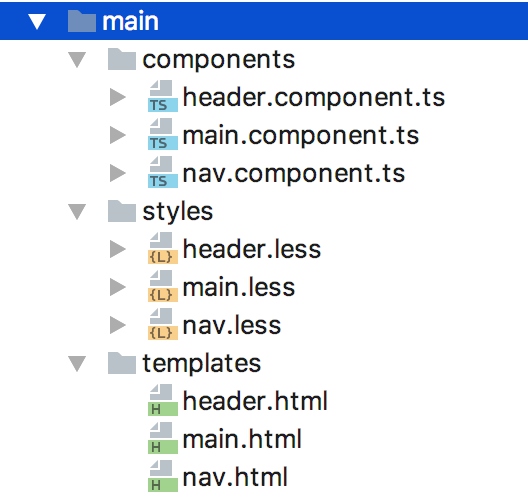 main
components
TS header.component.ts
TS main.component.ts
TS nav.component.ts
styles
{L} header.less
{L} main.less
{L} nav.less
templates
H header.html
H main.html
H nav.html